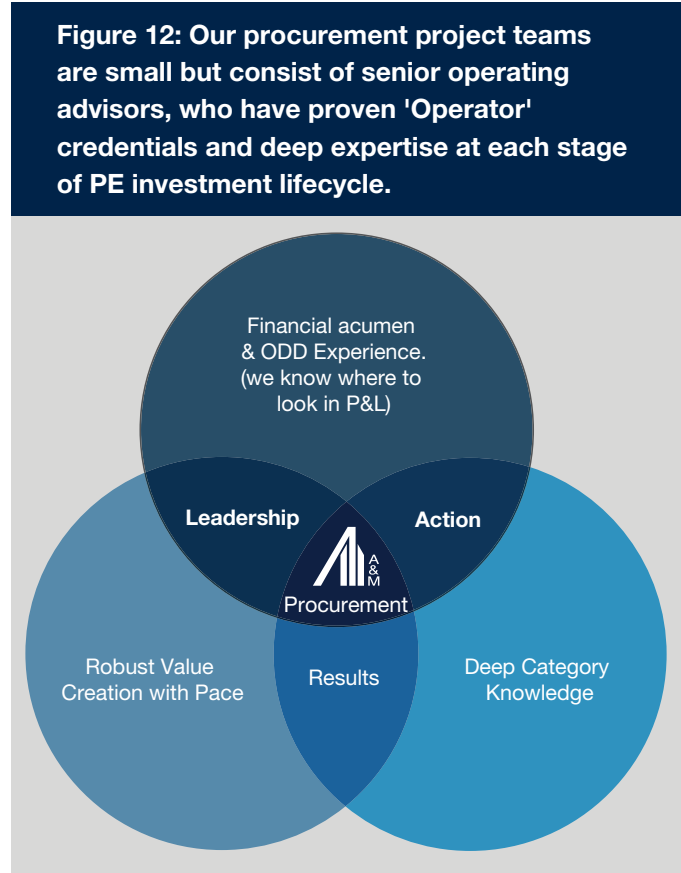 Figure 12: Our procurement project teams
are small but consist of senior operating
advisors, who have proven 'Operator'
credentials and deep expertise at each stage
of PE investment lifecycle.
Financial acumen
& ODD Experience.
(we know where to
look in P&L)
Leadership
Action
A
&
M
Procurement
Robust Value
Creation with Pace
Results
Deep Category
Knowledge